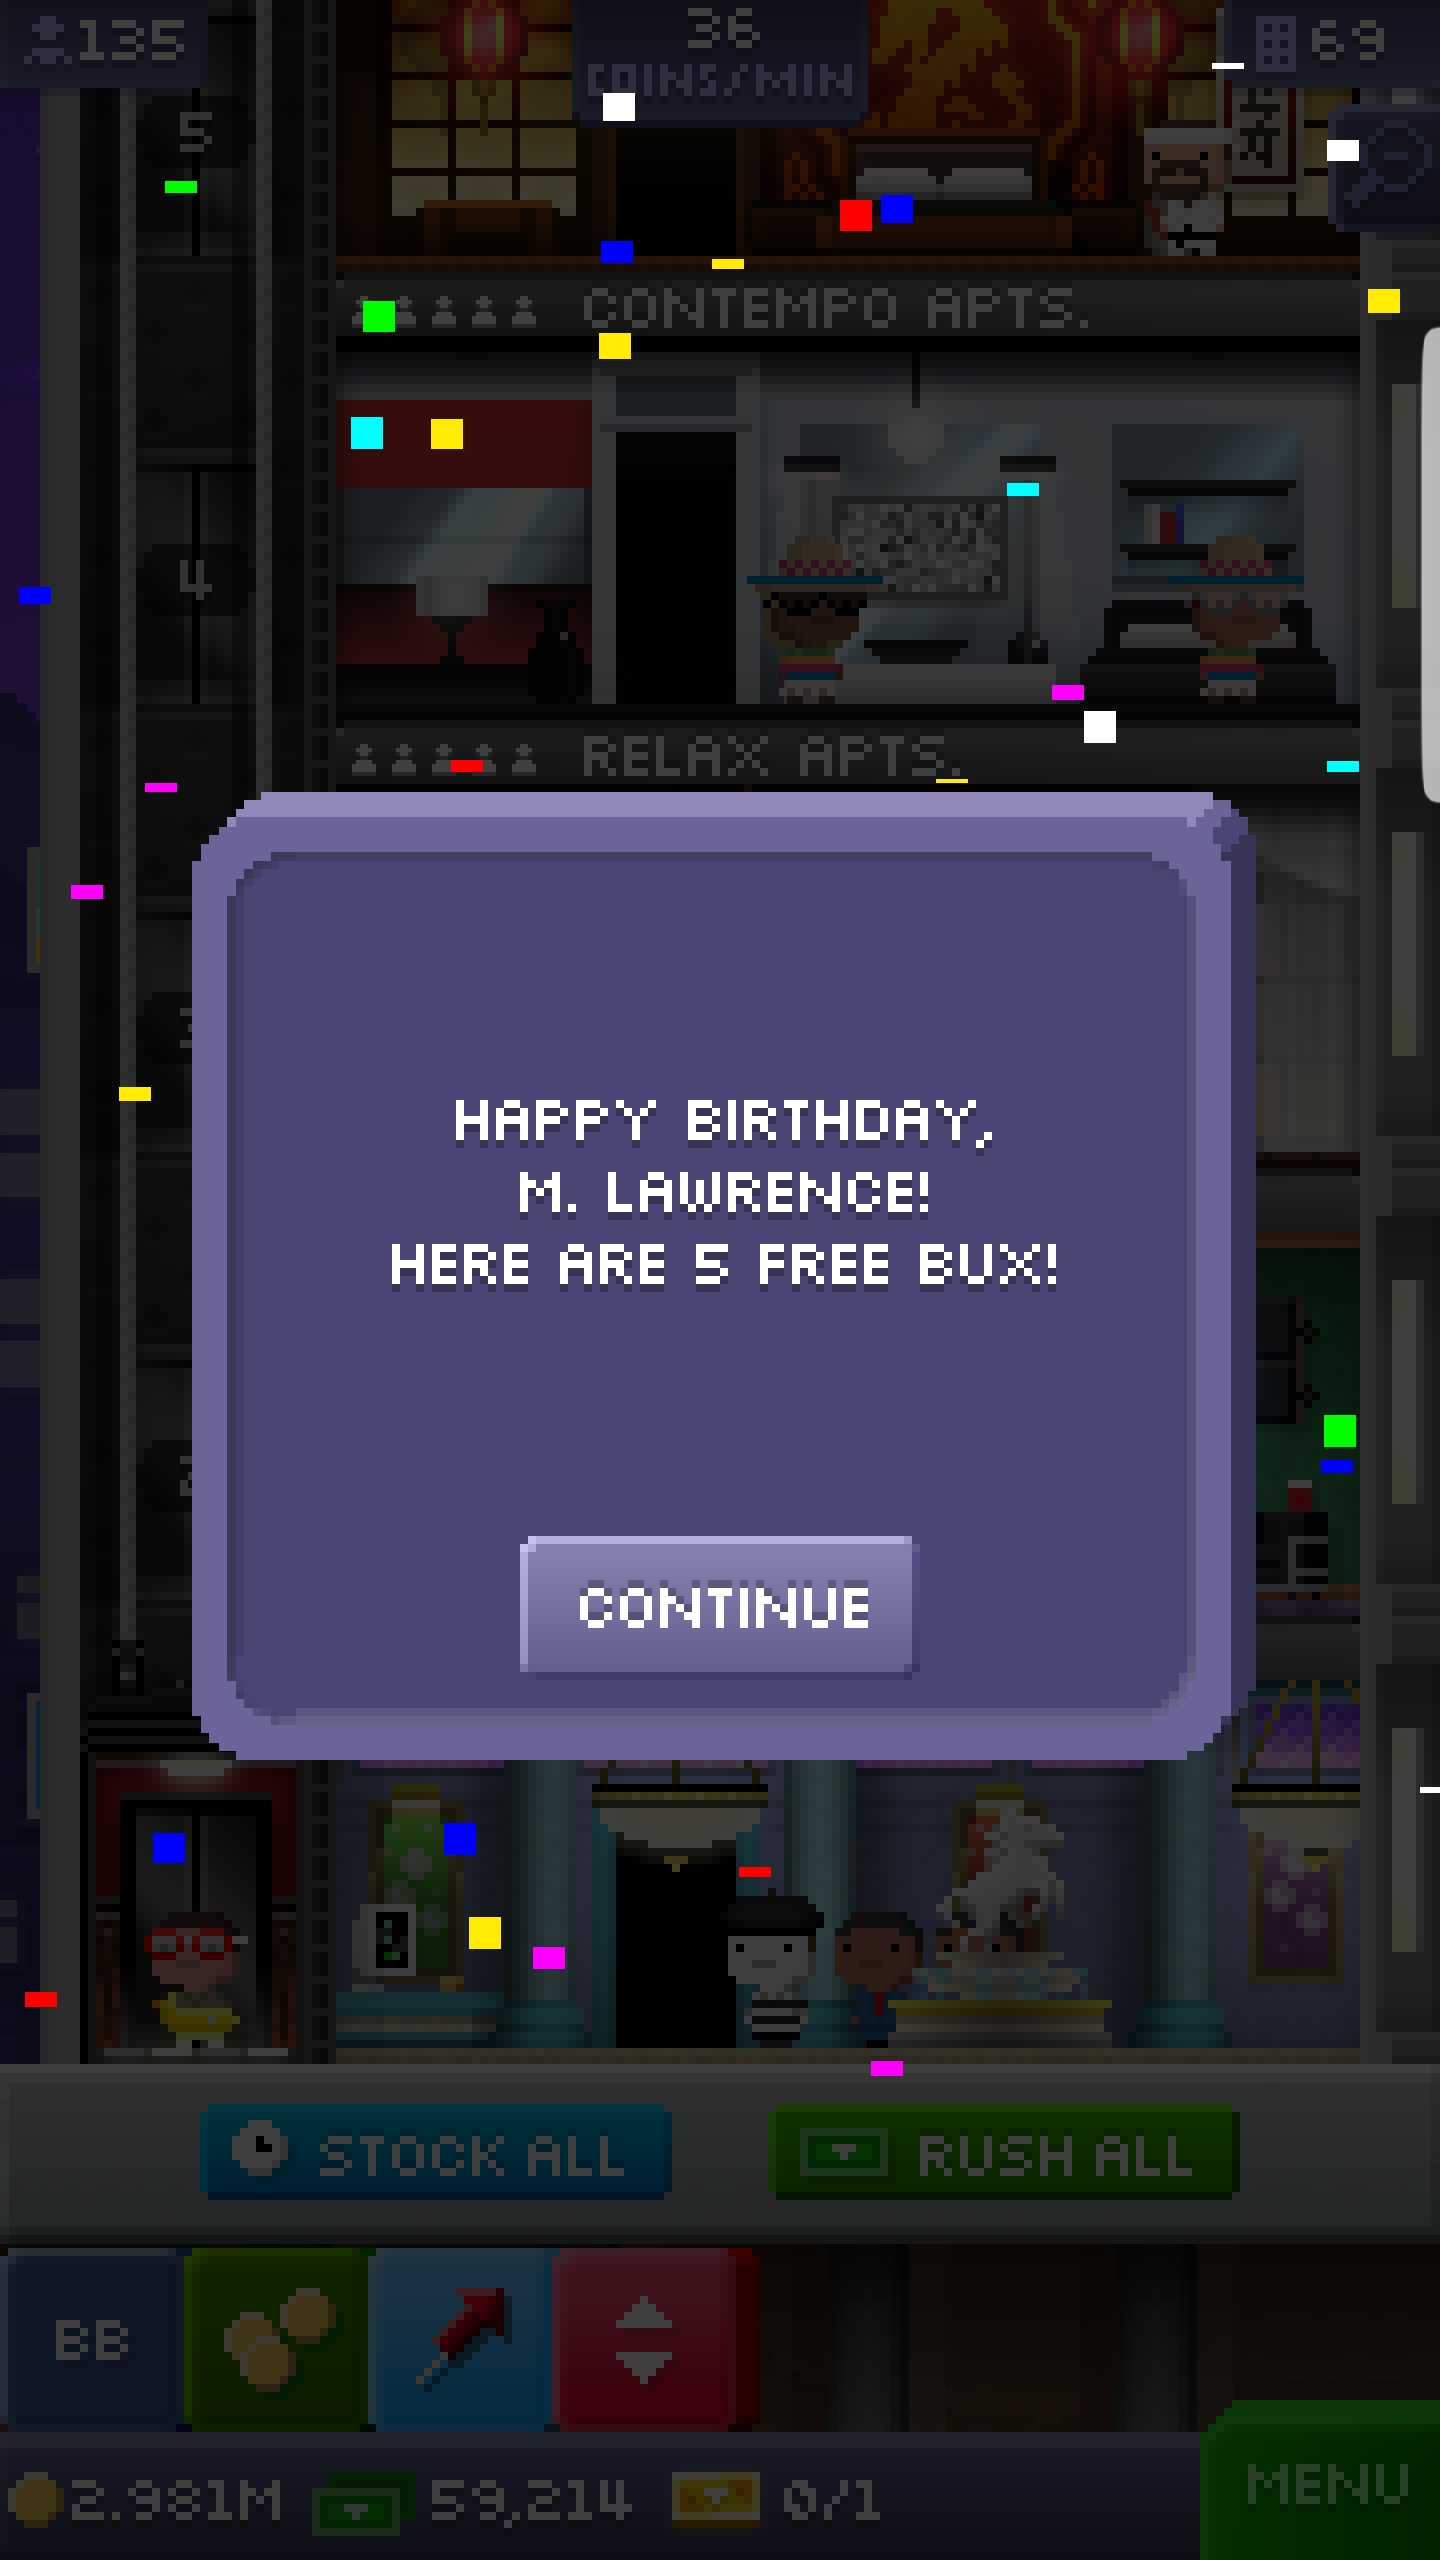 135
36
COINS/MIN
69
5
CONTEMPO APTS.
4
RELAX APTS.
HAPPY BIRTHDAY,
M. LAWRENCE!
HERE ARE 5 FREE BUX!
CONTINUE
STOCK ALL
RUSH ALL
BB
2.981M
59,214
0/1
MENU